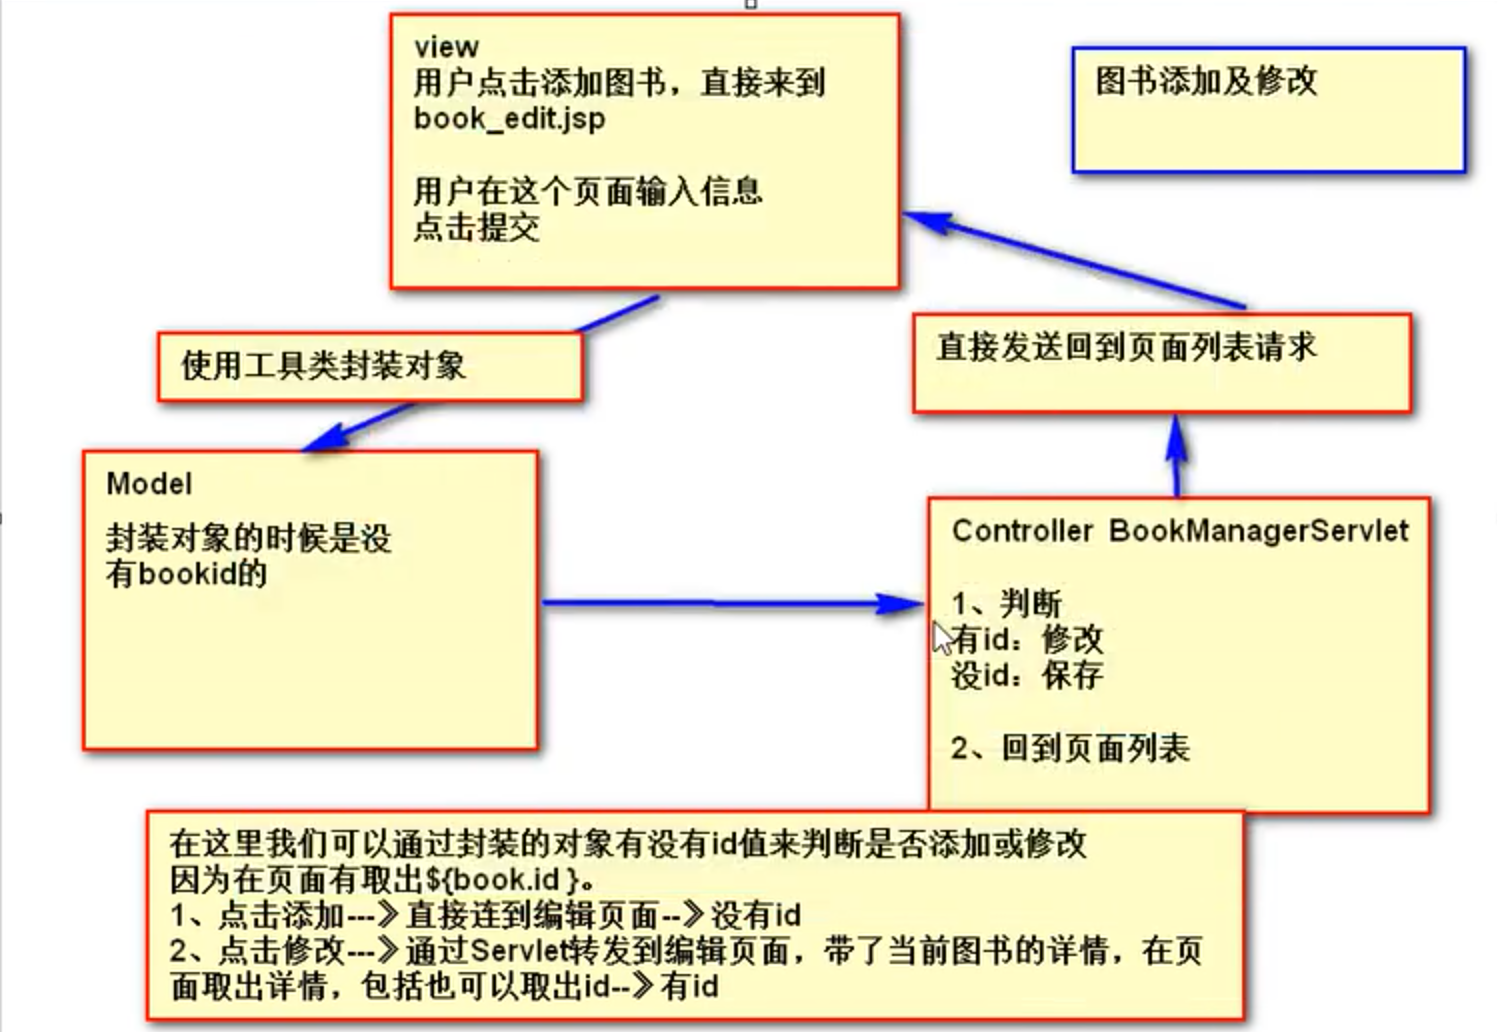 view
用户点击添加图书，直接来到
book_edit.jsp
用户在这个页面输入信息
点击提交
图书添加及修改
使用工具类封装对象
直接发送回到页面列表请求
Model
封装对象的时候是没
有bookid的
Controller BookManagerServlet
1、判断
有id：修改
没id：保存
2、回到页面列表
在这里我们可以通过封装的对象有没有id值来判断是否添加或修改
因为在页面有取出${book.id }。
1、点击添加---》直接连到编辑页面--》没有id
2、点击修改---》通过Servlet转发到编辑页面，带了当前图书的详情，在页
面取出详情，包括也可以取出id--》有id